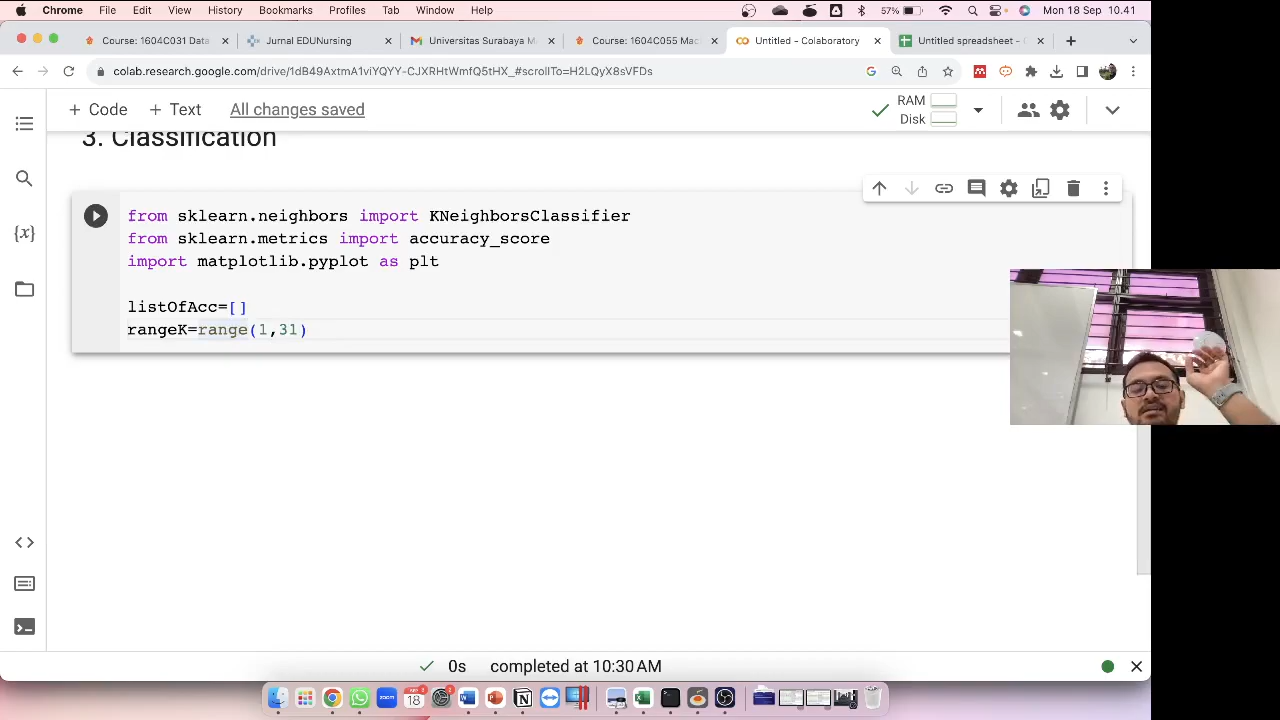 Chrome File Edit View History Bookmarks Profiles Tab Window Help 57% Mon 18 Sep 10.41
Course: 1604C031 Data Jurnal EDUNursing Universitas Surabaya M Course: 1604C055 Mac Untitled - Colaboratory Untitled spreadsheet -
colab.research.google.com/drive/1dB49AxtmA1viYQYY-CJXRHtWmfQ5tHX_#scrollTo=H2LQyX8sVFDs
+ Code + Text All changes saved RAM
Disk
3. Classification
from sklearn.neighbors import KNeighborsClassifier
from sklearn.metrics import accuracy_score
import matplotlib.pyplot as plt
listOfAcc=[]
rangeK=range(1,31)
{x}
0s completed at 10:30 AM
zoom
18